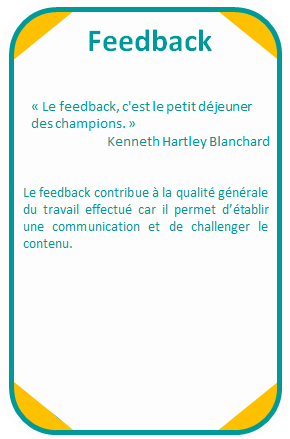 Feedback
« Le feedback, c'est le petit déjeuner
des champions. »
Kenneth Hartley Blanchard
Le feedback contribue à la qualité générale
du travail effectué car il permet d'établir
une communication et de challenger le
contenu.